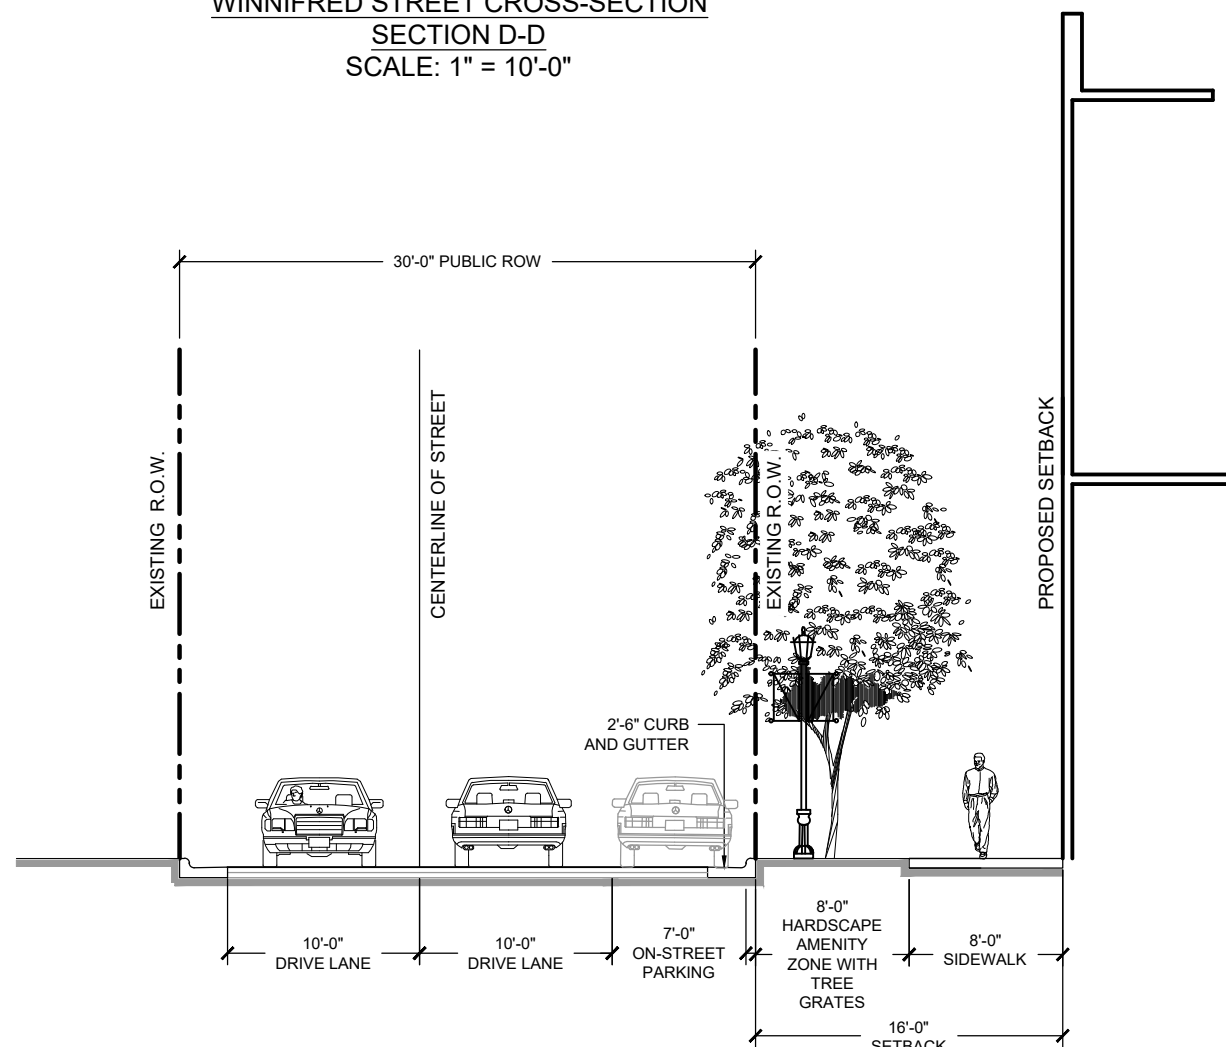 WINNIFRED STREET CROSS-SECTION
SECTION D-D
SCALE: 1" = 10'-0"
30'-0" PUBLIC ROW
EXISTING R.O.W.
CENTERLINE OF STREET
EXISTING R.O.W.
PROPOSED SETBACK
2'-6" CURB
AND GUTTER
10'-0"
DRIVE LANE
10'-0"
DRIVE LANE
7'-0"
ON-STREET
PARKING
8'-0"
HARDSCAPE
AMENITY
ZONE WITH
TREE
GRATES
8'-0"
SIDEWALK
16'-0"
SETBACK